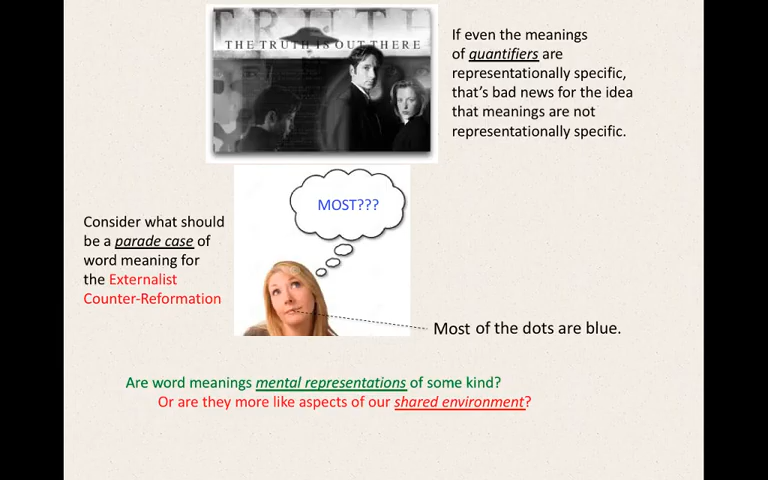 TRUTH
THE TRUTH IS OUT THERE
If even the meanings
of quantifiers are
representationally specific,
that's bad news for the idea
that meanings are not
representationally specific.
MOST???
Consider what should
be a parade case of
word meaning for
the Externalist
Counter-Reformation
Most of the dots are blue.
Are word meanings mental representations of some kind?
Or are they more like aspects of our shared environment?